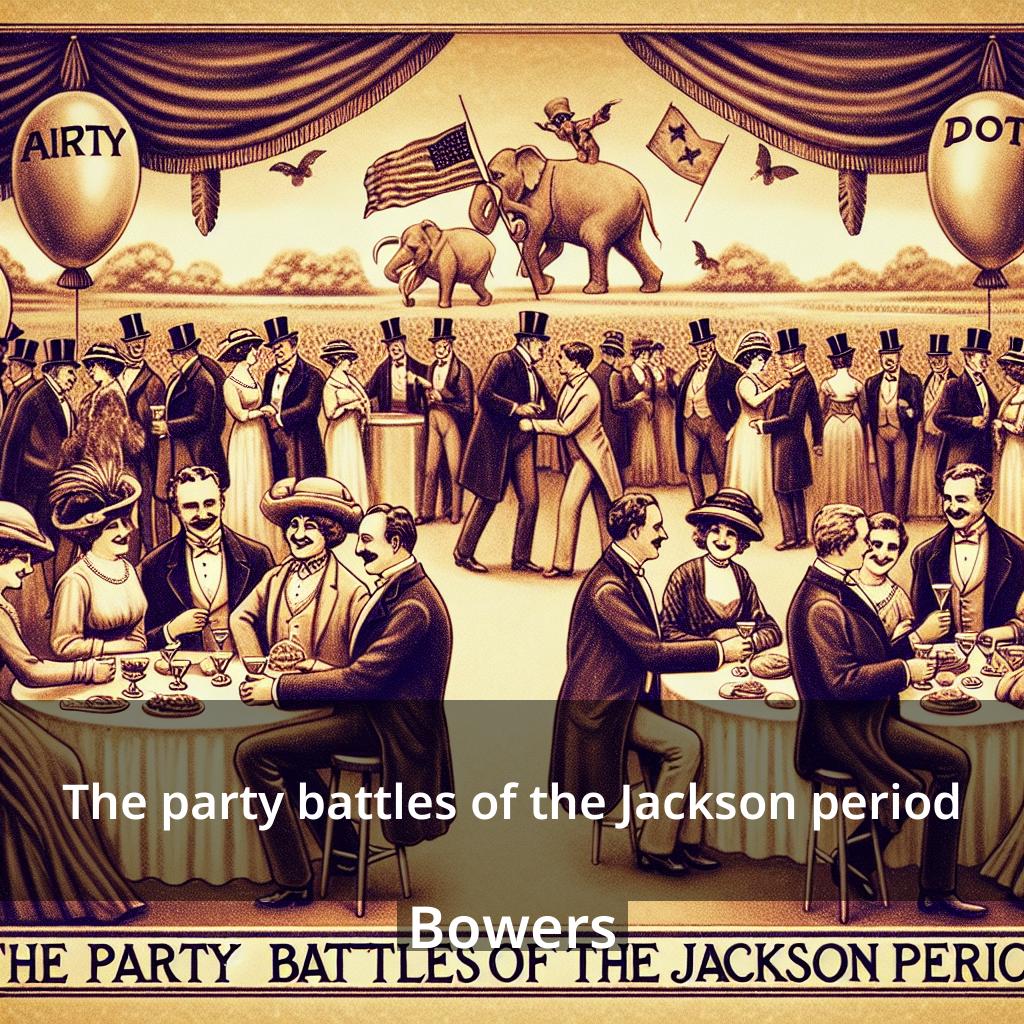 AIRTY
DOT
The party battles of the Jackson period
Bowers
THE PARTY BATTLES OF THE JACKSON PERIO